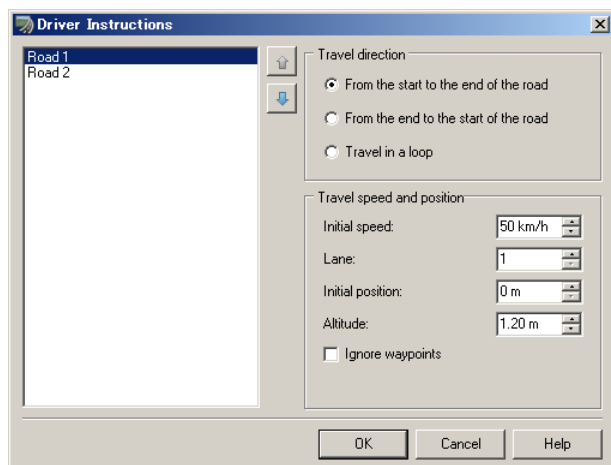 Driver Instructions
Road 1
Road 2
Travel direction
From the start to the end of the road
From the end to the start of the road
Travel in a loop
Travel speed and position
Initial speed: 50 km/h
Lane: 1
Initial position: 0 m
Altitude: 1.20 m
Ignore waypoints
OK Cancel Help